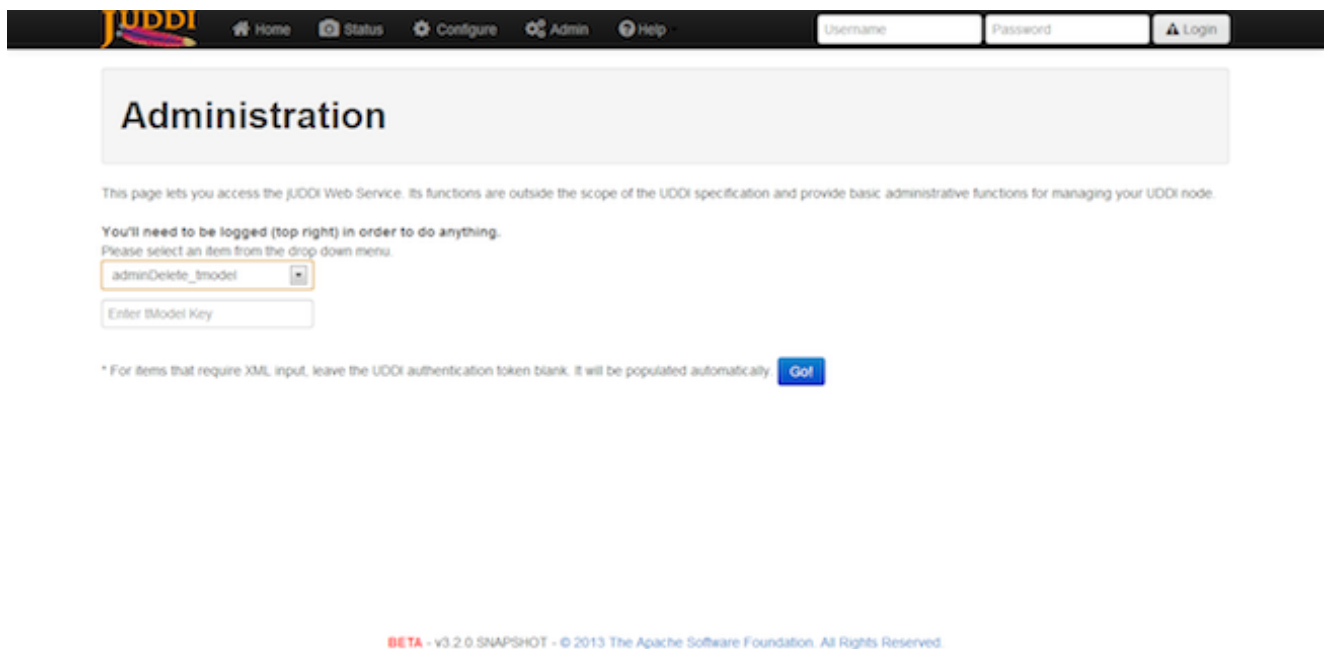 jUDDI Home Status Configure Admin Help Username Password Login
Administration
This page lets you access the jUDDI Web Service. Its functions are outside the scope of the UDDI specification and provide basic administrative functions for managing your UDDI node.
You'll need to be logged (top right) in order to do anything.
Please select an item from the drop down menu.
adminDelete_tmodel
Enter tModel Key
* For items that require XML input, leave the UDDI authentication token blank. It will be populated automatically. Go!
BETA - v3.2.0.SNAPSHOT - © 2013 The Apache Software Foundation. All Rights Reserved.